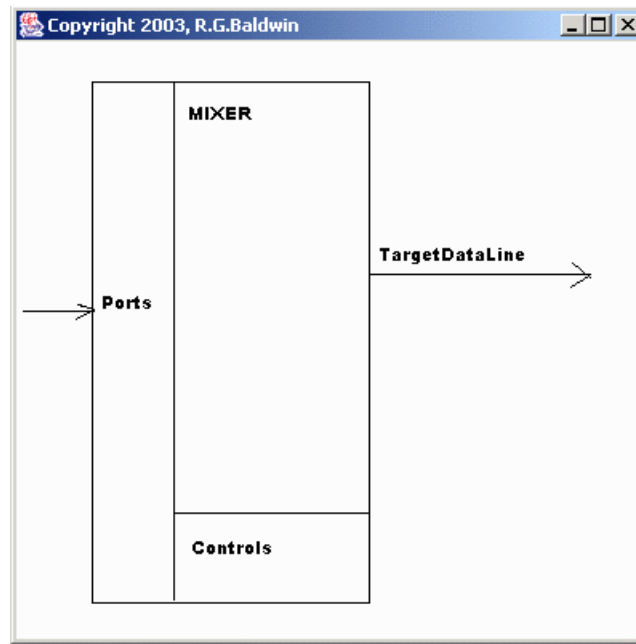 Copyright 2003, R.G.Baldwin
MIXER
TargetDataLine
Ports
Controls